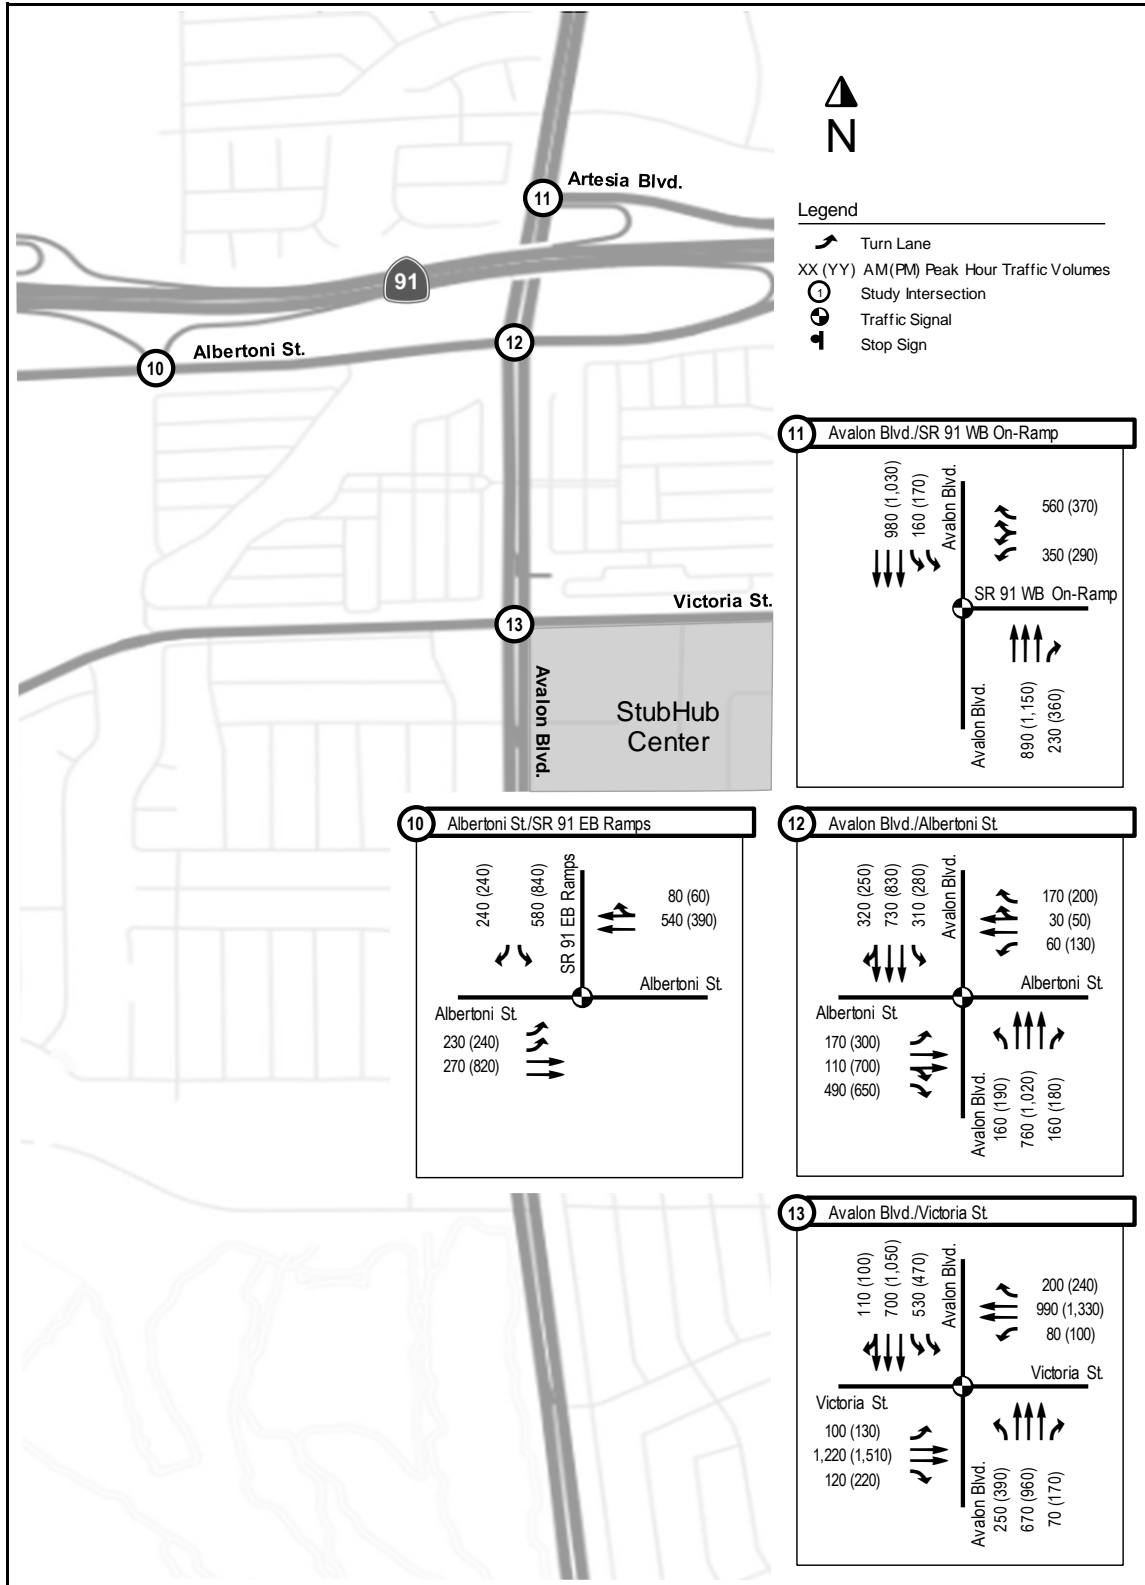 N
Legend
Turn Lane
XX (YY) AM(PM) Peak Hour Traffic Volumes
1 Study Intersection
Traffic Signal
Stop Sign
11
Artesia Blvd.
91
12
10
Albertoni St.
13
Victoria St.
Avalon Blvd.
StubHub
Center
11 Avalon Blvd./SR 91 WB On-Ramp
980 (1,030)
160 (170)
Avalon Blvd.
560 (370)
350 (290)
SR 91 WB On-Ramp
Avalon Blvd.
890 (1,150)
230 (360)
10 Albertoni St./SR 91 EB Ramps
240 (240)
580 (840)
SR 91 EB Ramps
80 (60)
540 (390)
Albertoni St.
Albertoni St.
230 (240)
270 (820)
12 Avalon Blvd./Albertoni St.
320 (250)
730 (830)
310 (280)
Avalon Blvd.
170 (200)
30 (50)
60 (130)
Albertoni St.
Albertoni St.
170 (300)
110 (700)
490 (650)
Avalon Blvd.
160 (190)
760 (1,020)
160 (180)
13 Avalon Blvd./Victoria St.
110 (100)
700 (1,050)
530 (470)
Avalon Blvd.
200 (240)
990 (1,330)
80 (100)
Victoria St.
Victoria St.
100 (130)
1,220 (1,510)
120 (220)
Avalon Blvd.
250 (390)
670 (960)
70 (170)